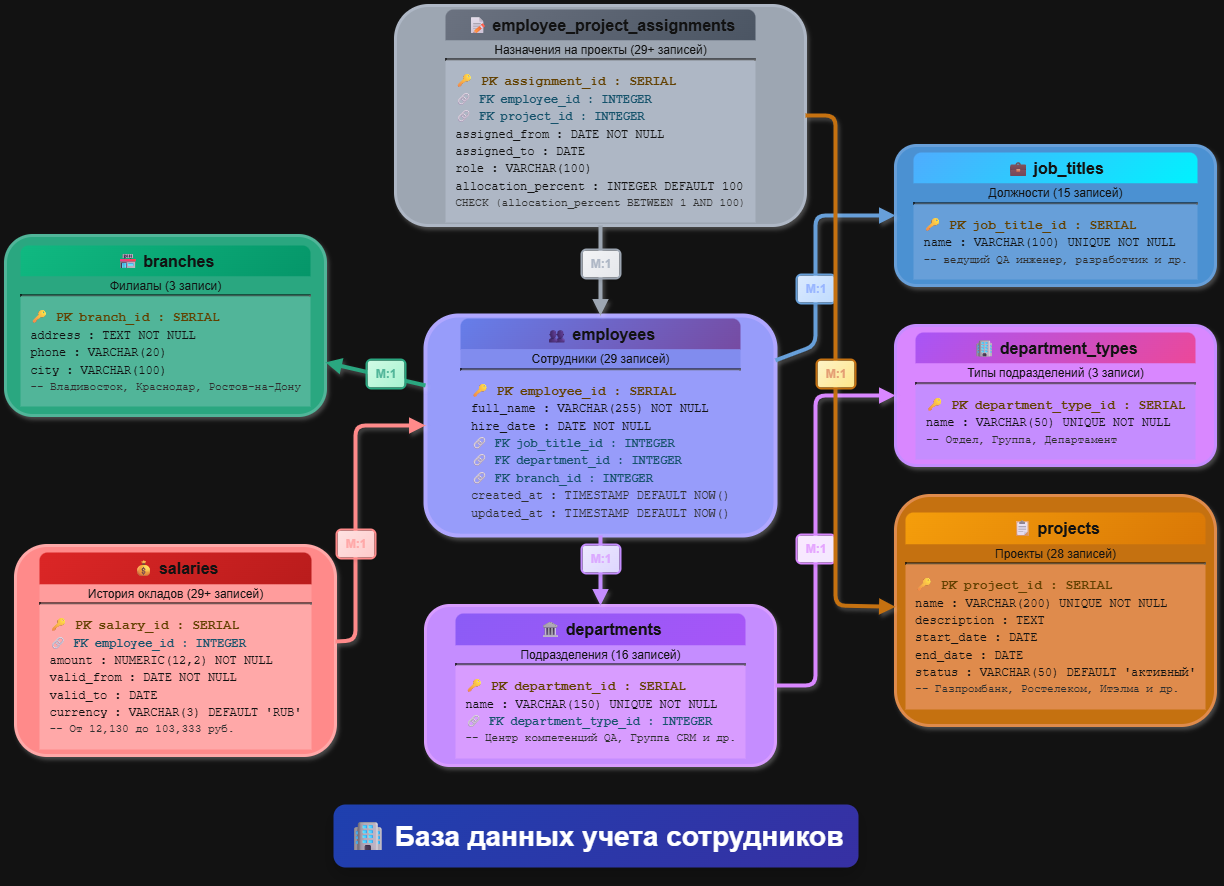 employee_project_assignments
Назначения на проекты (29+ записей)
PK assignment_id : SERIAL
FK employee_id : INTEGER
FK project_id : INTEGER
assigned_from : DATE NOT NULL
assigned_to : DATE
role : VARCHAR(100)
allocation_percent : INTEGER DEFAULT 100
CHECK (allocation_percent BETWEEN 1 AND 100)
M:1
job_titles
Должности (15 записей)
PK job_title_id : SERIAL
name : VARCHAR(100) UNIQUE NOT NULL
-- ведущий QA инженер, разработчик и др.
M:1
branches
Филиалы (3 записи)
PK branch_id : SERIAL
address : TEXT NOT NULL
phone : VARCHAR(20)
city : VARCHAR(100)
-- Владивосток, Краснодар, Ростов-на-Дону
M:1
employees
Сотрудники (29 записей)
PK employee_id : SERIAL
full_name : VARCHAR(255) NOT NULL
hire_date : DATE NOT NULL
FK job_title_id : INTEGER
FK department_id : INTEGER
FK branch_id : INTEGER
created_at : TIMESTAMP DEFAULT NOW()
updated_at : TIMESTAMP DEFAULT NOW()
M:1
department_types
Типы подразделений (3 записи)
PK department_type_id : SERIAL
name : VARCHAR(50) UNIQUE NOT NULL
-- Отдел, Группа, Департамент
M:1
M:1
M:1
projects
Проекты (28 записей)
PK project_id : SERIAL
name : VARCHAR(200) UNIQUE NOT NULL
description : TEXT
start_date : DATE
end_date : DATE
status : VARCHAR(50) DEFAULT 'активный'
-- Газпромбанк, Ростелеком, Итэлма и др.
salaries
История окладов (29+ записей)
PK salary_id : SERIAL
FK employee_id : INTEGER
amount : NUMERIC(12,2) NOT NULL
valid_from : DATE NOT NULL
valid_to : DATE
currency : VARCHAR(3) DEFAULT 'RUB'
-- От 12,130 до 103,333 руб.
departments
Подразделения (16 записей)
PK department_id : SERIAL
name : VARCHAR(150) UNIQUE NOT NULL
FK department_type_id : INTEGER
-- Центр компетенций QA, Группа CRM и др.
База данных учета сотрудников